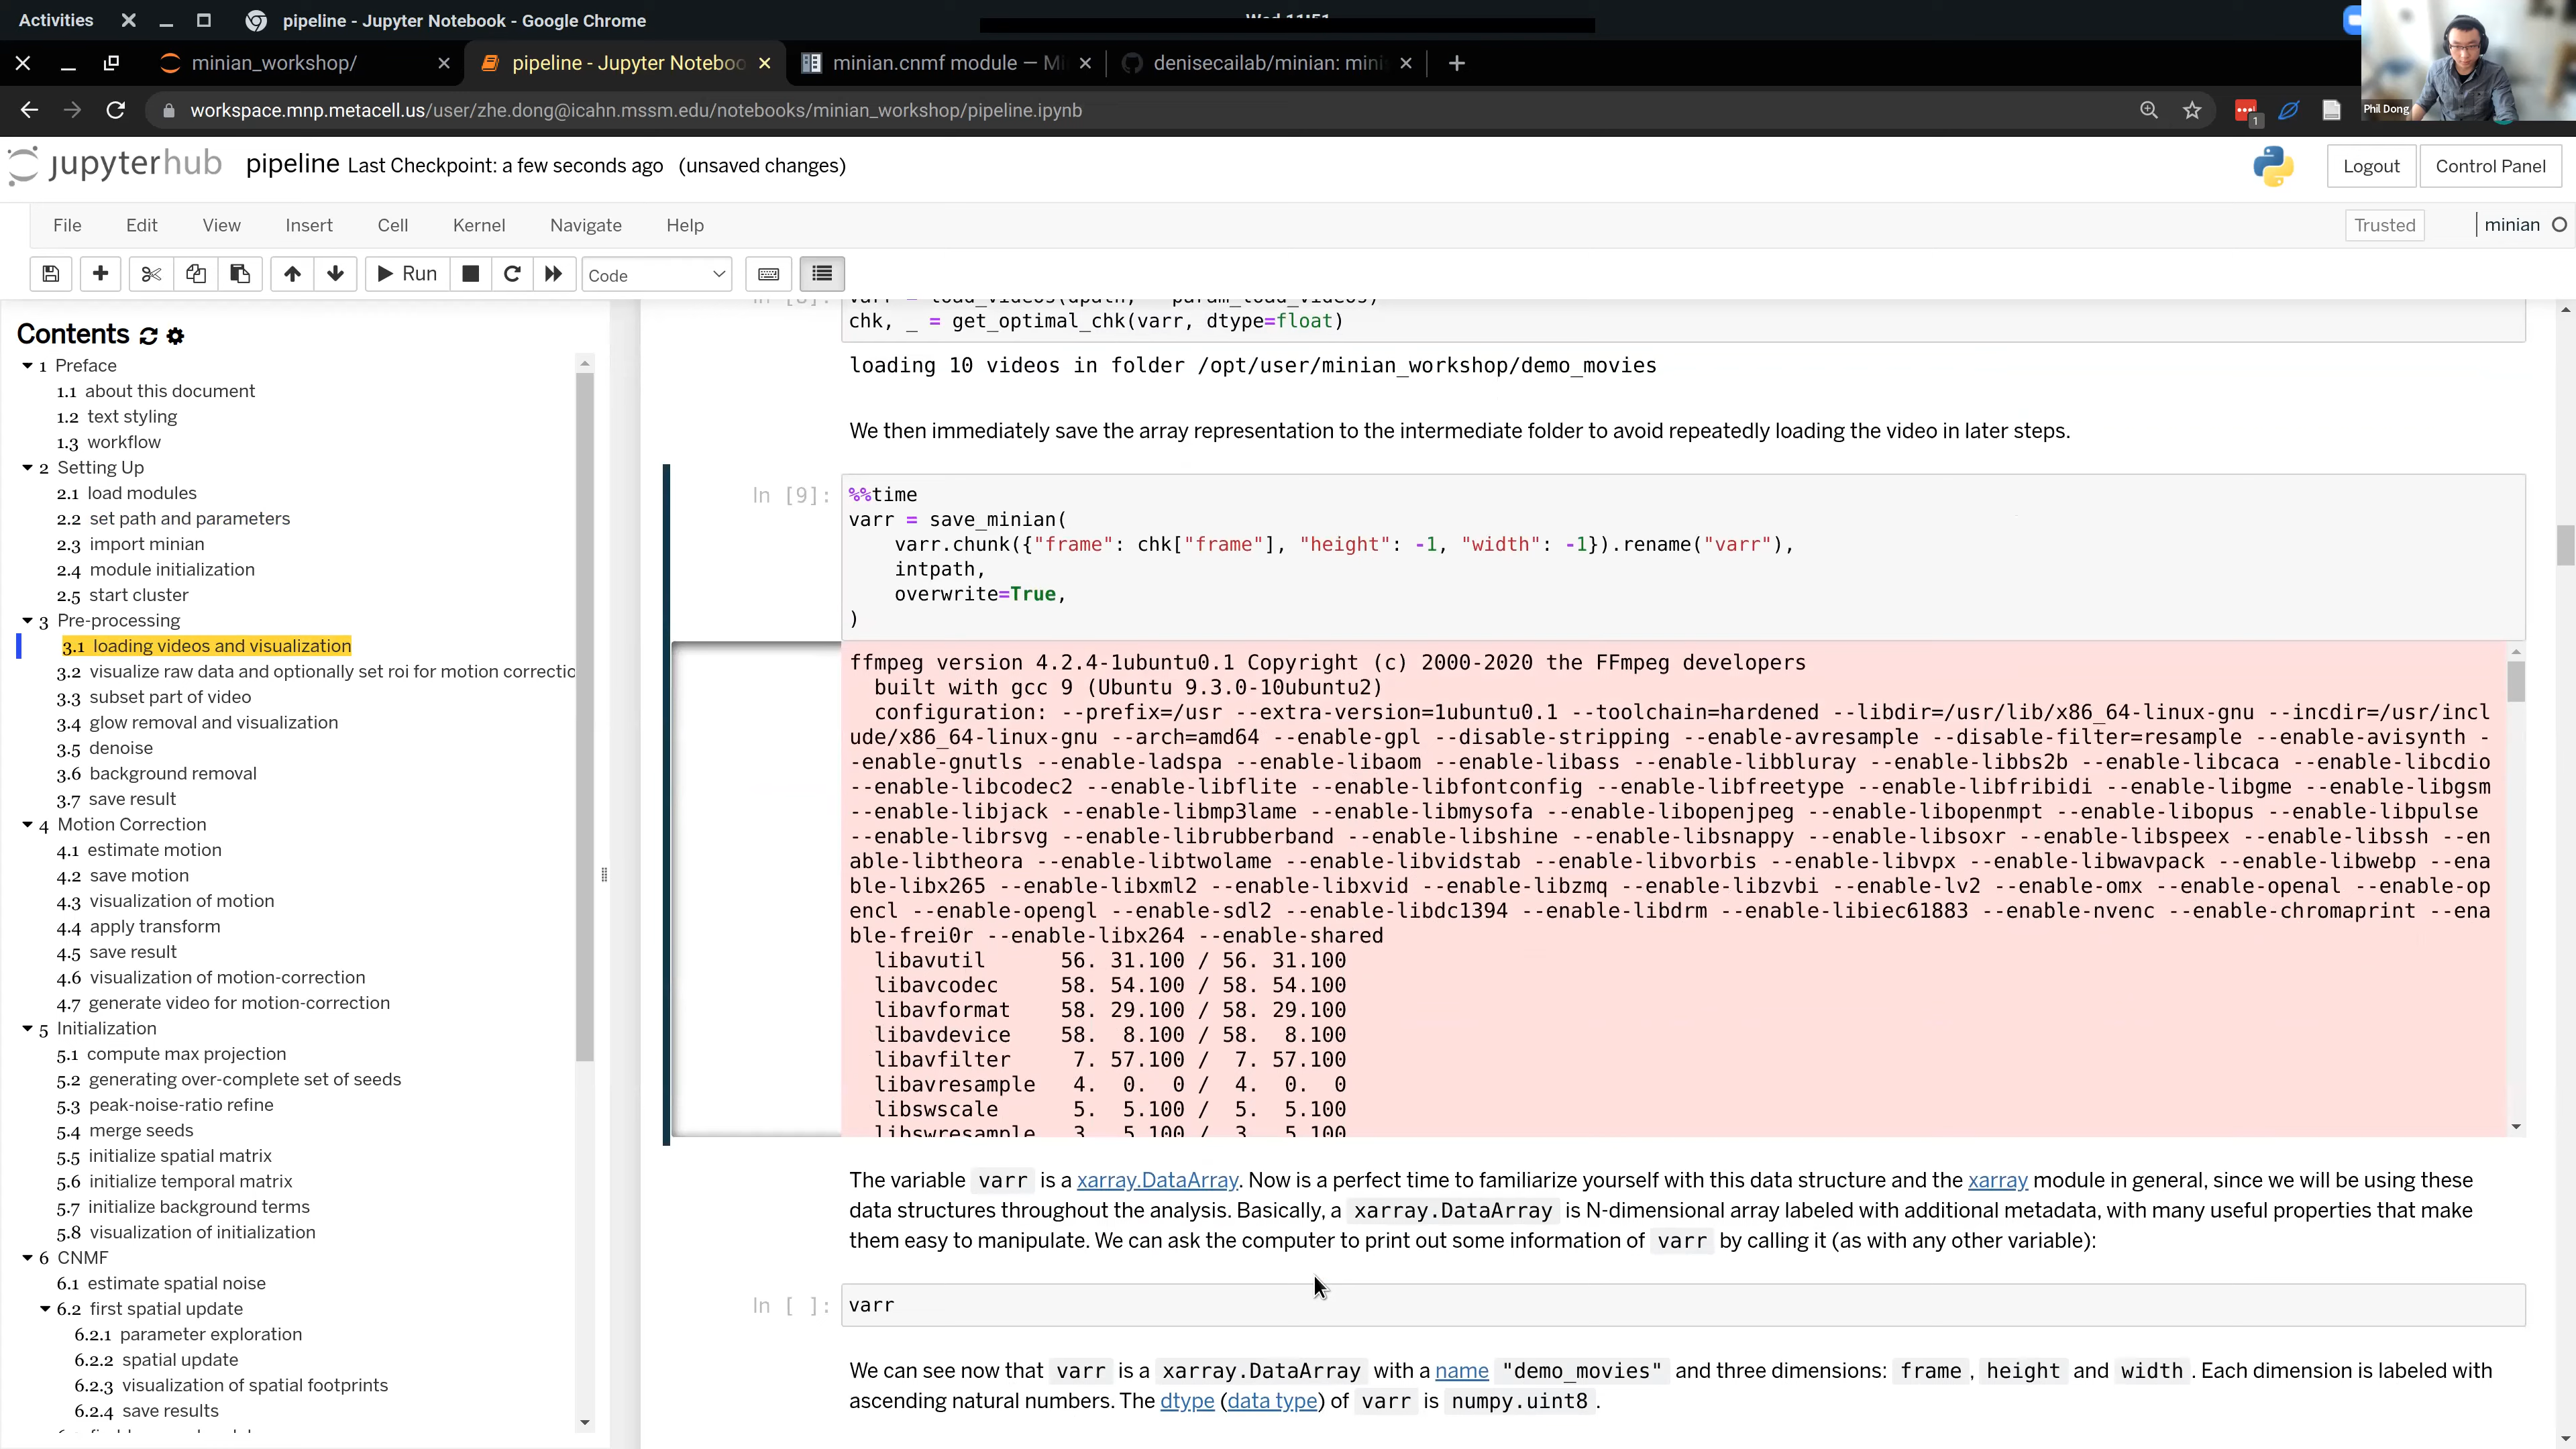 Activities
pipeline - Jupyter Notebook - Google Chrome
minian_workshop/
pipeline - Jupyter Noteboo
minian.cnmf module — Mi
denisecailab/minian: mini
workspace.mnp.metacell.us/user/zhe.dong@icahn.mssm.edu/notebooks/minian_workshop/pipeline.ipynb
1
Phil Dong
jupyterhub pipeline Last Checkpoint: a few seconds ago (unsaved changes)
Logout Control Panel
File Edit View Insert Cell Kernel Navigate Help
Trusted minian
Run Code
Contents
1 Preface
1.1 about this document
1.2 text styling
1.3 workflow
2 Setting Up
2.1 load modules
2.2 set path and parameters
2.3 import minian
2.4 module initialization
2.5 start cluster
3 Pre-processing
3.1 loading videos and visualization
3.2 visualize raw data and optionally set roi for motion correctio
3.3 subset part of video
3.4 glow removal and visualization
3.5 denoise
3.6 background removal
3.7 save result
4 Motion Correction
4.1 estimate motion
4.2 save motion
4.3 visualization of motion
4.4 apply transform
4.5 save result
4.6 visualization of motion-correction
4.7 generate video for motion-correction
5 Initialization
5.1 compute max projection
5.2 generating over-complete set of seeds
5.3 peak-noise-ratio refine
5.4 merge seeds
5.5 initialize spatial matrix
5.6 initialize temporal matrix
5.7 initialize background terms
5.8 visualization of initialization
6 CNMF
6.1 estimate spatial noise
6.2 first spatial update
6.2.1 parameter exploration
6.2.2 spatial update
6.2.3 visualization of spatial footprints
6.2.4 save results
chk, _ = get_optimal_chk(varr, dtype=float)
loading 10 videos in folder /opt/user/minian_workshop/demo_movies
We then immediately save the array representation to the intermediate folder to avoid repeatedly loading the video in later steps.
In [9]: %%time
varr = save_minian(
varr.chunk({"frame": chk["frame"], "height": -1, "width": -1}).rename("varr"),
intpath,
overwrite=True,
)
ffmpeg version 4.2.4-1ubuntu0.1 Copyright (c) 2000-2020 the FFmpeg developers
built with gcc 9 (Ubuntu 9.3.0-10ubuntu2)
configuration: --prefix=/usr --extra-version=1ubuntu0.1 --toolchain=hardened --libdir=/usr/lib/x86_64-linux-gnu --incdir=/usr/incl
ude/x86_64-linux-gnu --arch=amd64 --enable-gpl --disable-stripping --enable-avresample --disable-filter=resample --enable-avisynth -
-enable-gnutls --enable-ladspa --enable-libaom --enable-libass --enable-libbluray --enable-libbs2b --enable-libcaca --enable-libcdio
--enable-libcodec2 --enable-libflite --enable-libfontconfig --enable-libfreetype --enable-libfribidi --enable-libgme --enable-libgsm
--enable-libjack --enable-libmp3lame --enable-libmysofa --enable-libopenjpeg --enable-libopenmpt --enable-libopus --enable-libpulse
--enable-librsvg --enable-librubberband --enable-libshine --enable-libsnappy --enable-libsoxr --enable-libspeex --enable-libssh --en
able-libtheora --enable-libtwolame --enable-libvidstab --enable-libvorbis --enable-libvpx --enable-libwavpack --enable-libwebp --ena
ble-libx265 --enable-libxml2 --enable-libxvid --enable-libzmq --enable-libzvbi --enable-lv2 --enable-omx --enable-openal --enable-op
encl --enable-opengl --enable-sdl2 --enable-libdc1394 --enable-libdrm --enable-libiec61883 --enable-nvenc --enable-chromaprint --ena
ble-frei0r --enable-libx264 --enable-shared
libavutil 56. 31.100 / 56. 31.100
libavcodec 58. 54.100 / 58. 54.100
libavformat 58. 29.100 / 58. 29.100
libavdevice 58. 8.100 / 58. 8.100
libavfilter 7. 57.100 / 7. 57.100
libavresample 4. 0. 0 / 4. 0. 0
libswscale 5. 5.100 / 5. 5.100
libswresample 3. 5.100 / 3. 5.100
The variable varr is a xarray.DataArray. Now is a perfect time to familiarize yourself with this data structure and the xarray module in general, since we will be using these
data structures throughout the analysis. Basically, a xarray.DataArray is N-dimensional array labeled with additional metadata, with many useful properties that make
them easy to manipulate. We can ask the computer to print out some information of varr by calling it (as with any other variable):
In [ ]: varr
We can see now that varr is a xarray.DataArray with a name "demo_movies" and three dimensions: frame , height and width . Each dimension is labeled with
ascending natural numbers. The dtype (data type) of varr is numpy.uint8 .